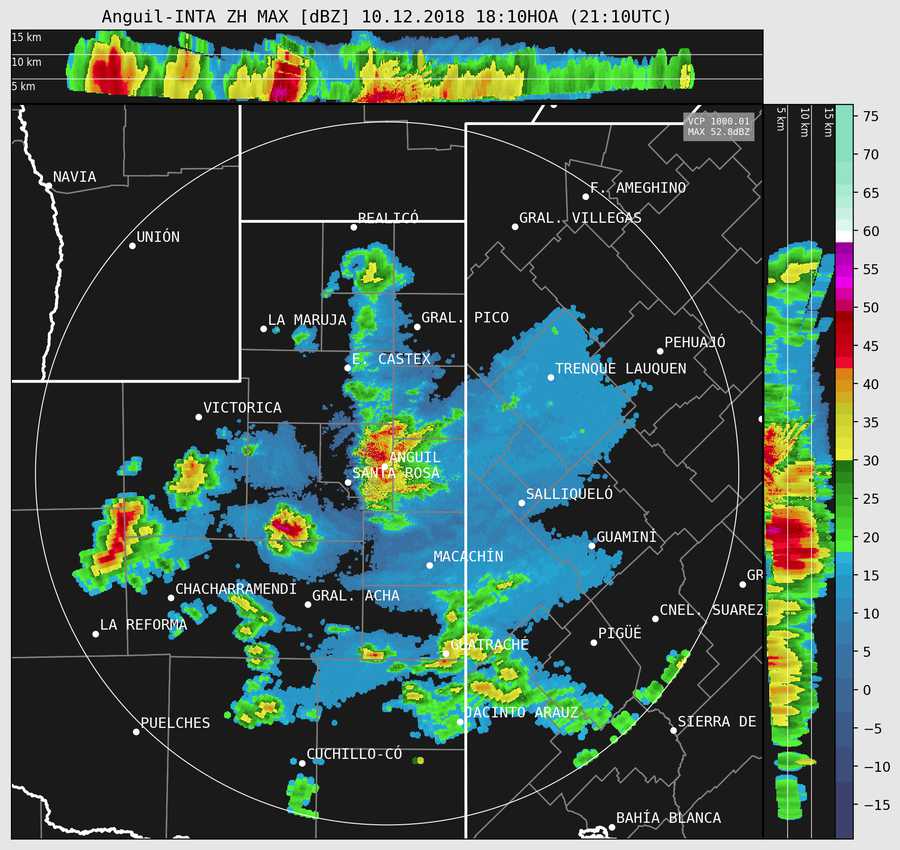 Anguil-INTA ZH MAX [dBZ] 10.12.2018 18:10HOA (21:10UTC)
15 km
10 km
5 km
VCP 1000.01
MAX 52.8dBZ
5 km
10 km
15 km
NAVIA
UNIÓN
REALICÓ
F. AMEGHINO
GRAL. VILLEGAS
LA MARUJA
GRAL. PICO
E. CASTEX
PEHUAJÓ
TRENQUE LAUQUEN
VICTORICA
ANGUIL
SANTA ROSA
SALLIQUELÓ
MACACHÍN
GUAMINÍ
GR
CHACHARRAMENDI
GRAL. ACHA
CNEL. SUAREZ
LA REFORMA
PIGÜÉ
GUATRACHÉ
PUELCHES
JACINTO ARAUZ
SIERRA DE
CUCHILLO-CÓ
BAHÍA BLANCA
75
70
65
60
55
50
45
40
35
30
25
20
15
10
5
0
−5
−10
−15